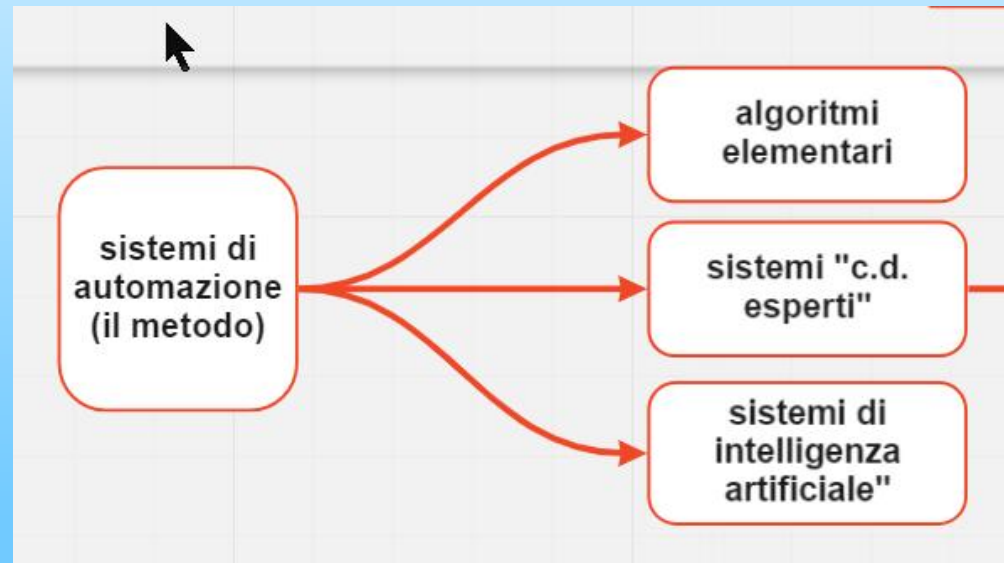 sistemi di
automazione
(il metodo)
algoritmi
elementari
sistemi "c.d.
esperti"
sistemi di
intelligenza
artificiale"